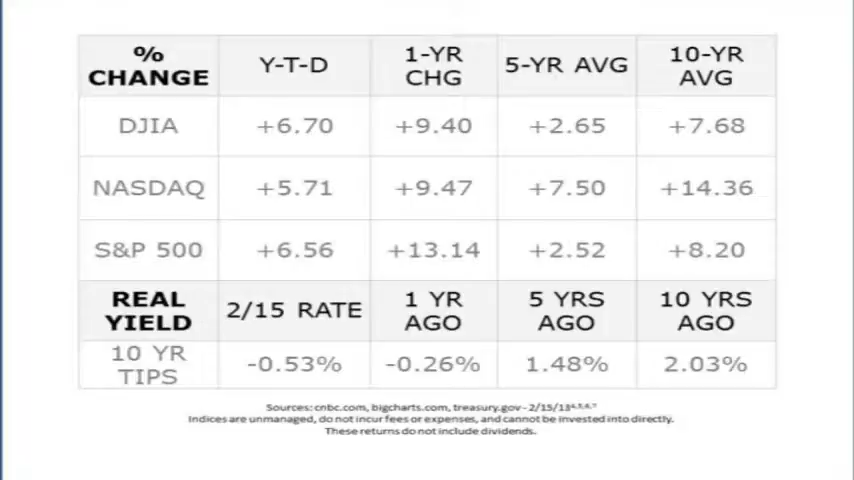 % CHANGE Y-T-D 1-YR CHG 5-YR AVG 10-YR AVG
DJIA +6.70 +9.40 +2.65 +7.68
NASDAQ +5.71 +9.47 +7.50 +14.36
S&P 500 +6.56 +13.14 +2.52 +8.20
REAL YIELD 2/15 RATE 1 YR AGO 5 YRS AGO 10 YRS AGO
10 YR TIPS -0.53% -0.26% 1.48% 2.03%
Sources: cnbc.com, bigcharts.com, treasury.gov - 2/15/13
Indices are unmanaged, do not incur fees or expenses, and cannot be invested into directly.
These returns do not include dividends.